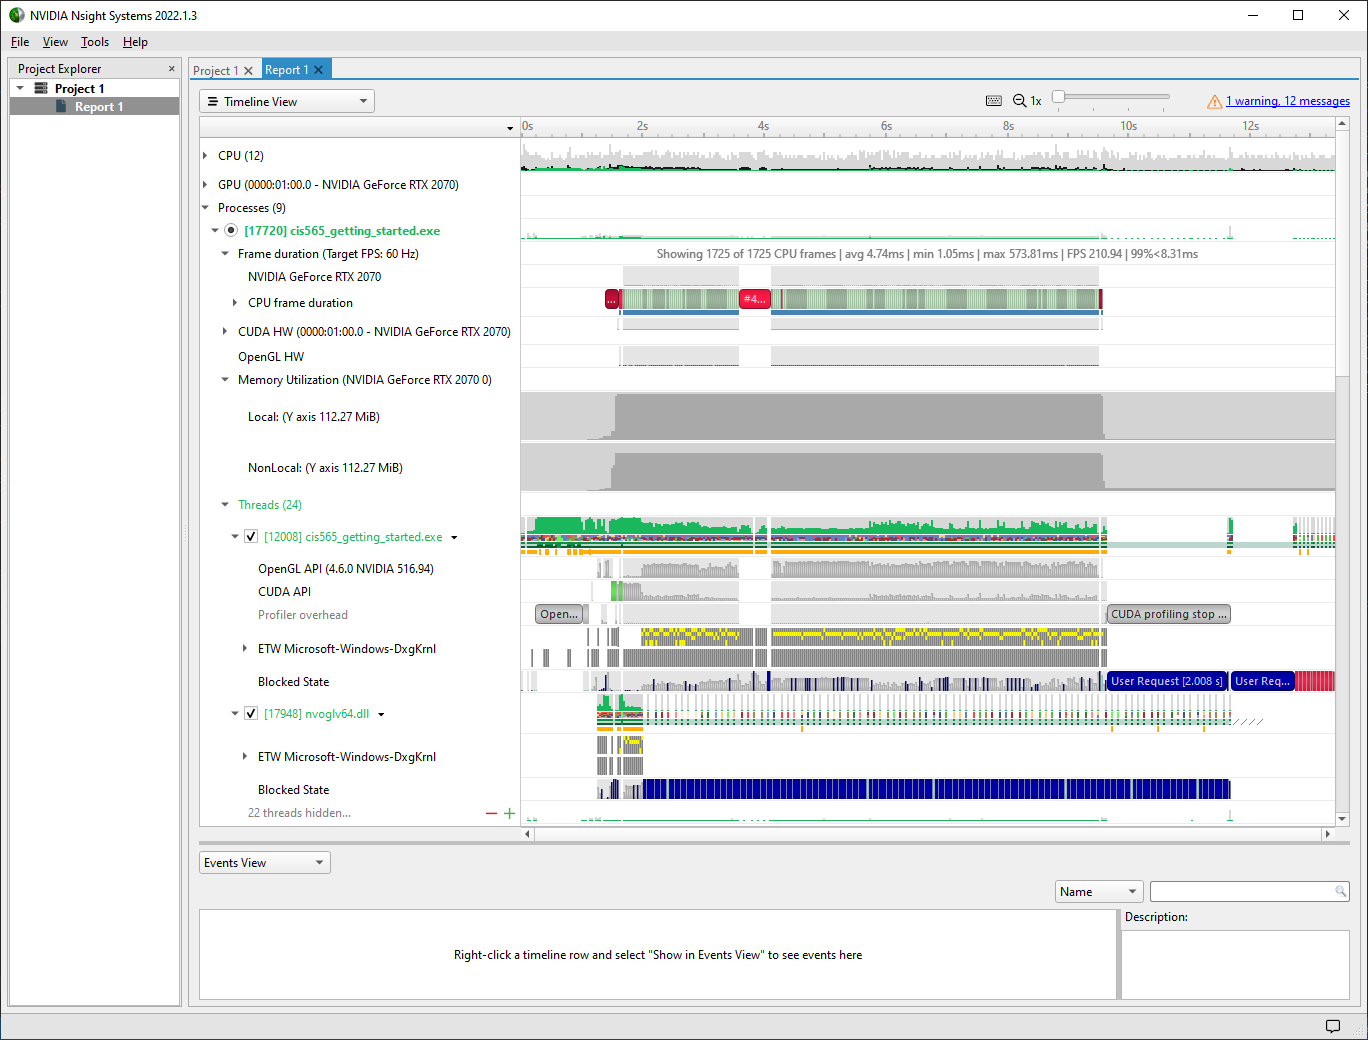 NVIDIA Nsight Systems 2022.1.3
File View Tools Help
Project Explorer
Project 1
Report 1
Project 1
Report 1
Timeline View
1x
1 warning, 12 messages
0s 2s 4s 6s 8s 10s 12s
CPU (12)
GPU (0000:01:00.0 - NVIDIA GeForce RTX 2070)
Processes (9)
[17720] cis565_getting_started.exe
Frame duration (Target FPS: 60 Hz)
Showing 1725 of 1725 CPU frames | avg 4.74ms | min 1.05ms | max 573.81ms | FPS 210.94 | 99%<8.31ms
NVIDIA GeForce RTX 2070
CPU frame duration
... #4...
CUDA HW (0000:01:00.0 - NVIDIA GeForce RTX 2070)
OpenGL HW
Memory Utilization (NVIDIA GeForce RTX 2070 0)
Local: (Y axis 112.27 MiB)
NonLocal: (Y axis 112.27 MiB)
Threads (24)
[12008] cis565_getting_started.exe
OpenGL API (4.6.0 NVIDIA 516.94)
CUDA API
Profiler overhead
Open... CUDA profiling stop ...
ETW Microsoft-Windows-DxgKrnl
Blocked State
User Request [2.008 s] User Req...
[17948] nvoglv64.dll
ETW Microsoft-Windows-DxgKrnl
Blocked State
22 threads hidden...
Events View
Name
Description:
Right-click a timeline row and select "Show in Events View" to see events here